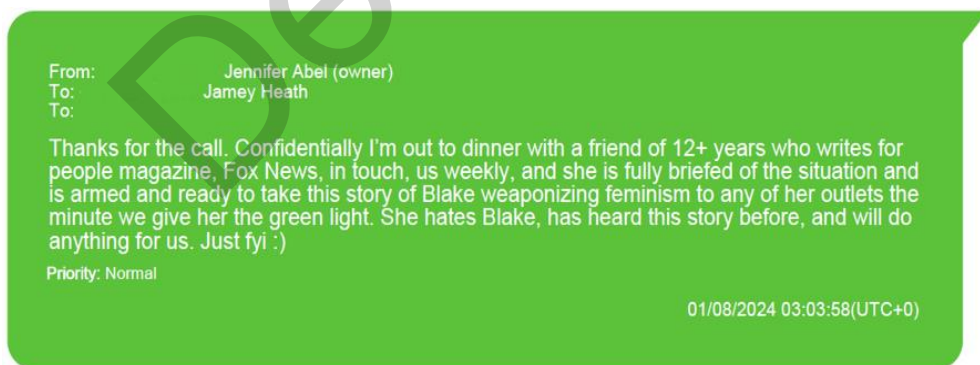 From: Jennifer Abel (owner)
To: Jamey Heath
To:
Thanks for the call. Confidentially I'm out to dinner with a friend of 12+ years who writes for
people magazine, Fox News, in touch, us weekly, and she is fully briefed of the situation and
is armed and ready to take this story of Blake weaponizing feminism to any of her outlets the
minute we give her the green light. She hates Blake, has heard this story before, and will do
anything for us. Just fyi :)
Priority: Normal
01/08/2024 03:03:58(UTC+0)